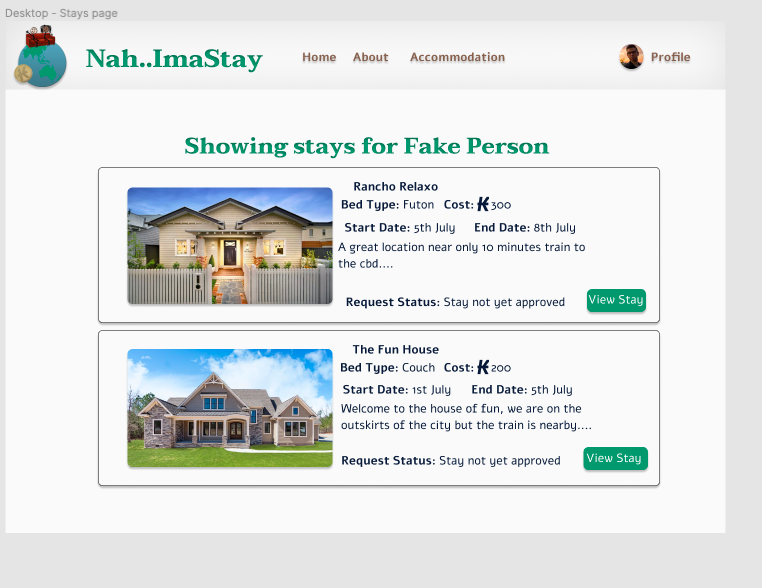 Desktop - Stays page
Nah..ImaStay
Home About Accommodation
Profile
Showing stays for Fake Person
Rancho Relaxo
Bed Type: Futon Cost: K300
Start Date: 5th July End Date: 8th July
A great location near only 10 minutes train to
the cbd....
Request Status: Stay not yet approved
View Stay
The Fun House
Bed Type: Couch Cost: K200
Start Date: 1st July End Date: 5th July
Welcome to the house of fun, we are on the
outskirts of the city but the train is nearby....
Request Status: Stay not yet approved
View Stay